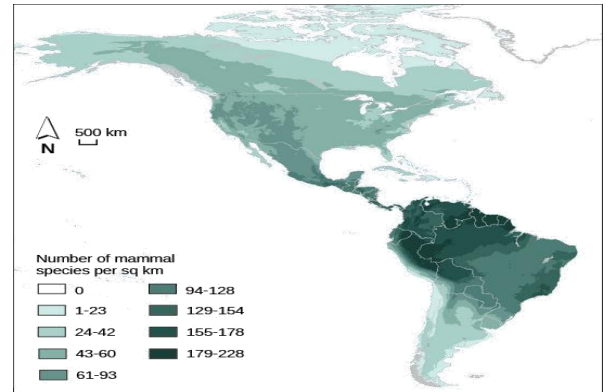 500 km
N
Number of mammal
species per sq km
0
1-23
24-42
43-60
61-93
94-128
129-154
155-178
179-228